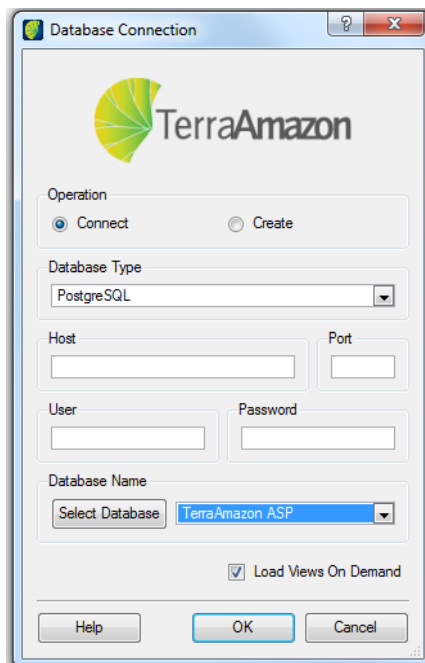 Database Connection
TerraAmazon
Operation
Connect Create
Database Type
PostgreSQL
Host Port
User Password
Database Name
Select Database TerraAmazon ASP
Load Views On Demand
Help OK Cancel